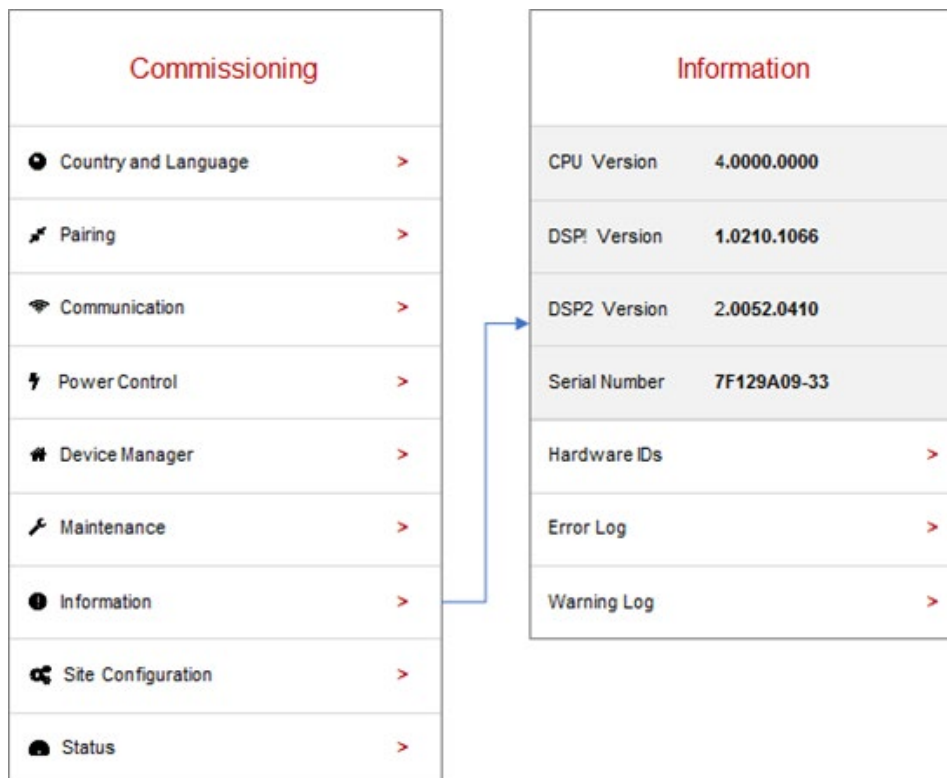 Commissioning
Country and Language >
Pairing >
Communication >
Power Control >
Device Manager >
Maintenance >
Information >
Site Configuration >
Status >
Information
CPU Version 4.0000.0000
DSP! Version 1.0210.1066
DSP2 Version 2.0052.0410
Serial Number 7F129A09-33
Hardware IDs >
Error Log >
Warning Log >